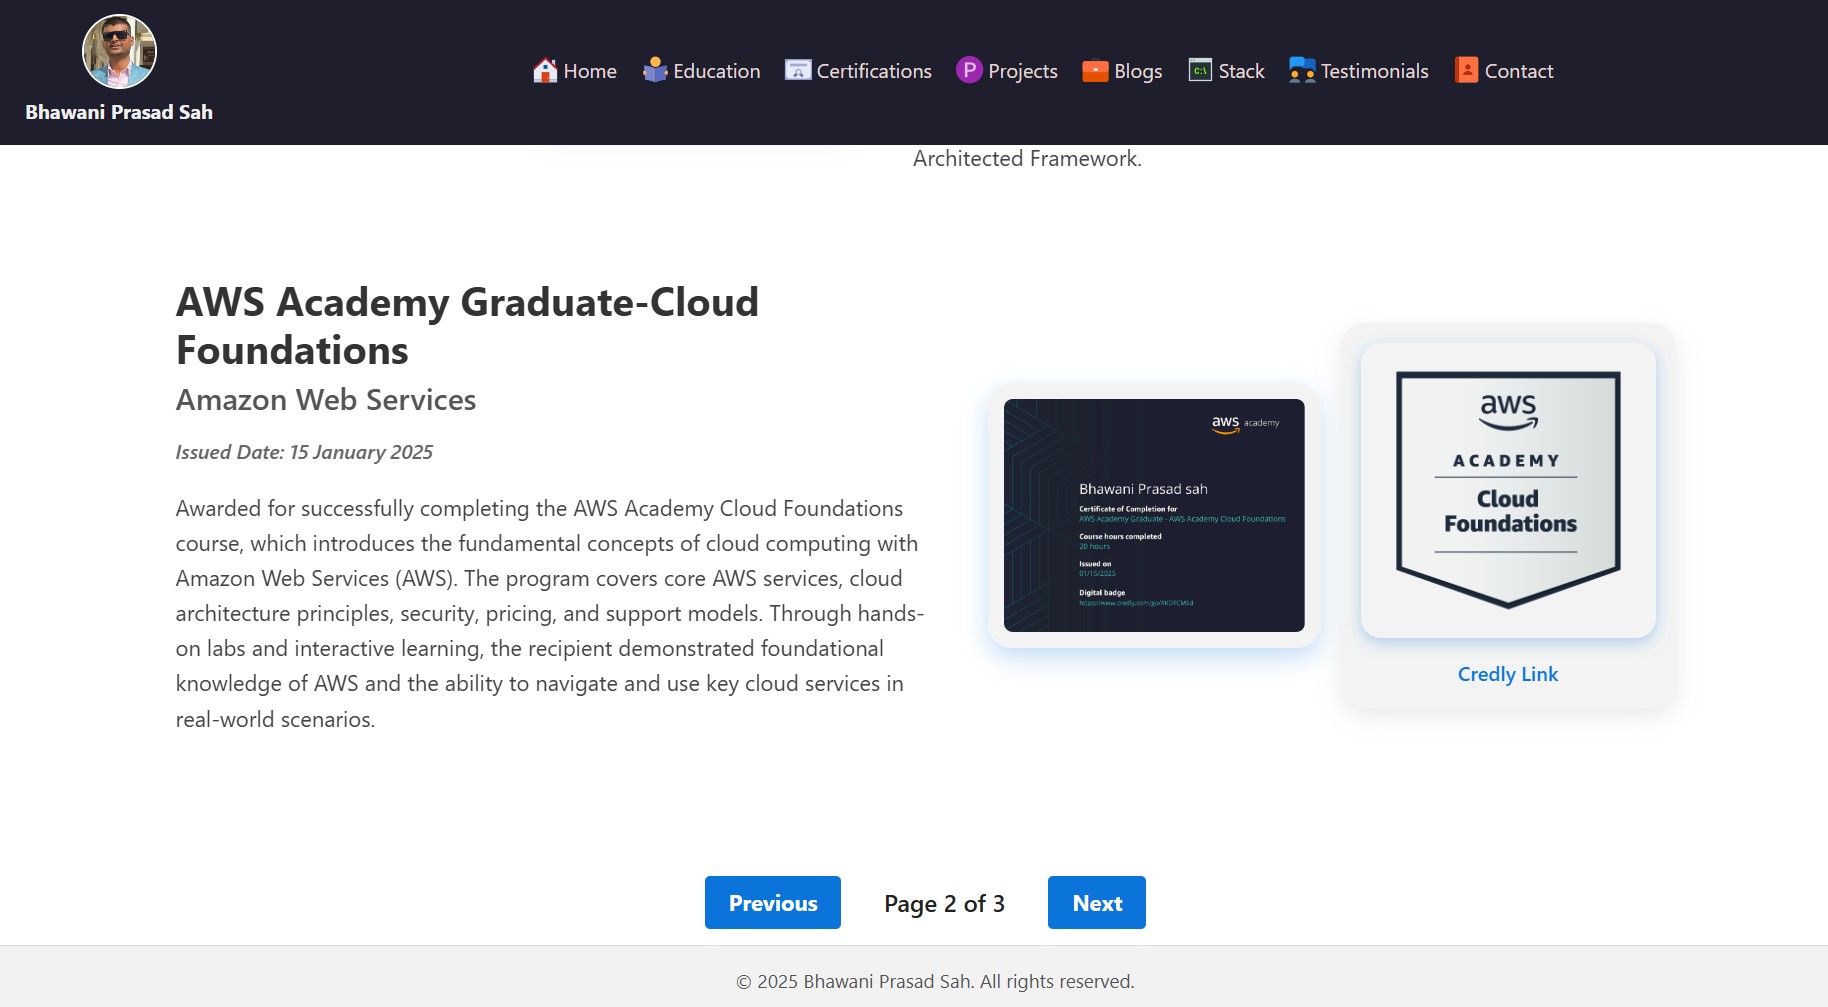 Bhawani Prasad Sah
Home
Education
Certifications
P
Projects
Blogs
C:\
Stack
Testimonials
Contact
Architected Framework.
AWS Academy Graduate-Cloud
Foundations
Amazon Web Services
Issued Date: 15 January 2025
Awarded for successfully completing the AWS Academy Cloud Foundations
course, which introduces the fundamental concepts of cloud computing with
Amazon Web Services (AWS). The program covers core AWS services, cloud
architecture principles, security, pricing, and support models. Through hands-
on labs and interactive learning, the recipient demonstrated foundational
knowledge of AWS and the ability to navigate and use key cloud services in
real-world scenarios.
aws academy
Bhawani Prasad sah
Certificate of Completion for
AWS Academy Graduate - AWS Academy Cloud Foundations
Course hours completed
20 hours
Issued on
01/15/2025
Digital badge
aws
ACADEMY
Cloud
Foundations
Credly Link
Previous
Page 2 of 3
Next
© 2025 Bhawani Prasad Sah. All rights reserved.